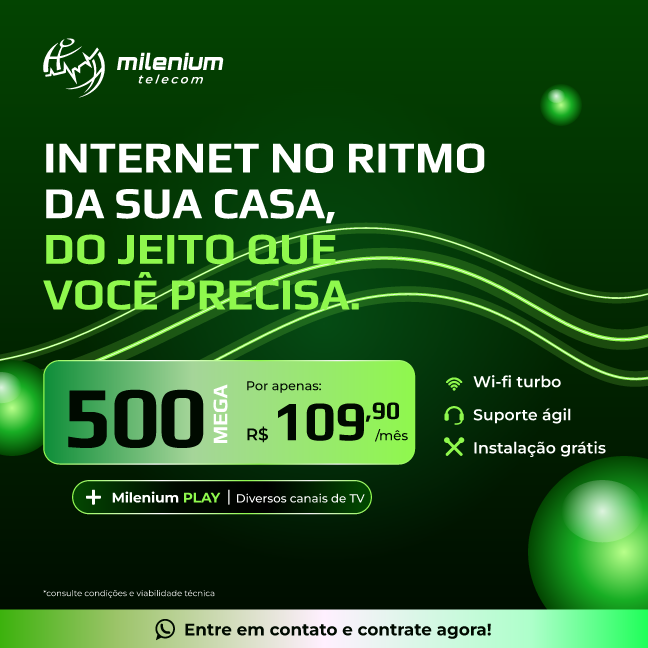 milenium
telecom
INTERNET NO RITMO
DA SUA CASA,
DO JEITO QUE
VOCÊ PRECISA.
500 MEGA
Por apenas:
R$ 109,90
/mês
Wi-fi turbo
Suporte ágil
Instalação grátis
+ Milenium PLAY | Diversos canais de TV
*consulte condições e viabilidade técnica
Entre em contato e contrate agora!